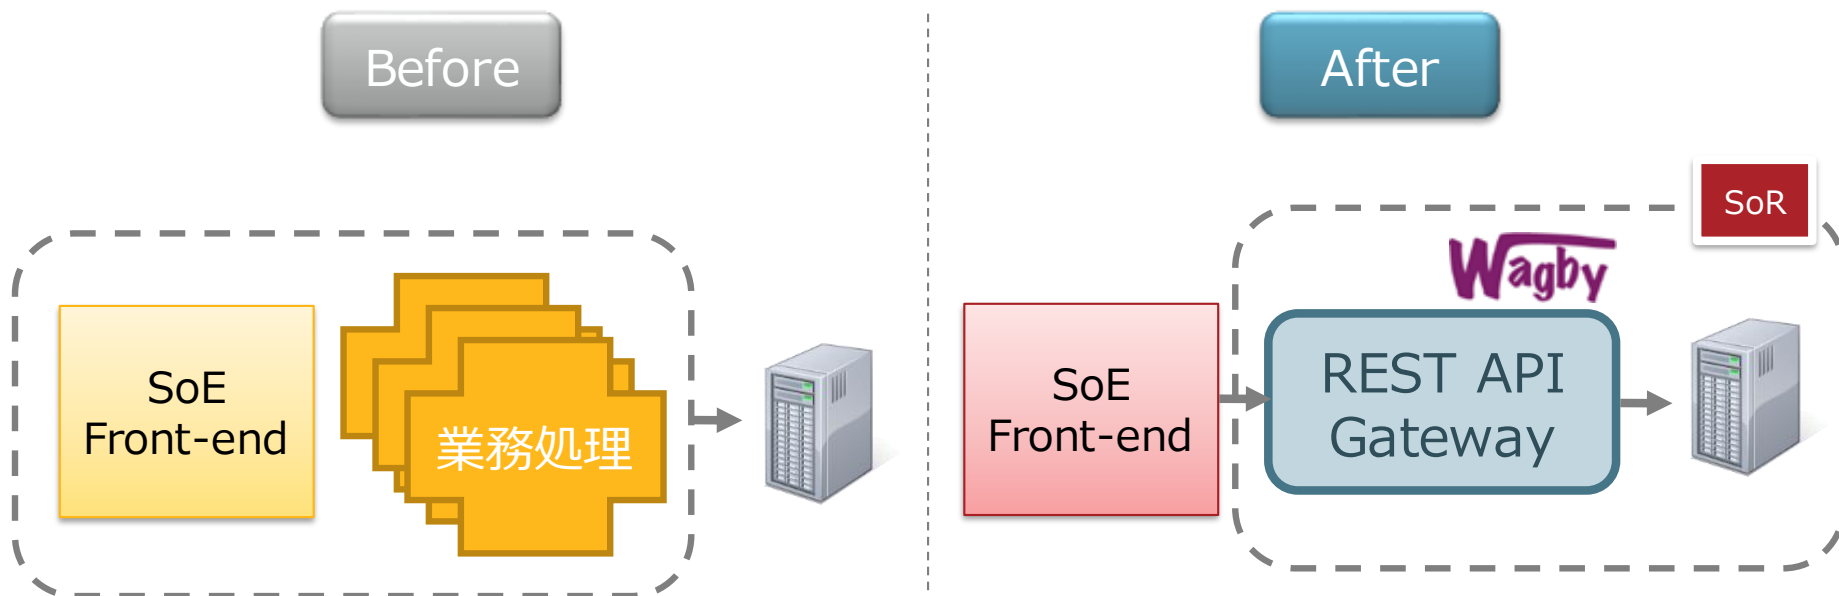 Before
SoE
Front-end
業務処理
After
SoR
Wagby
SoE
Front-end
REST API
Gateway